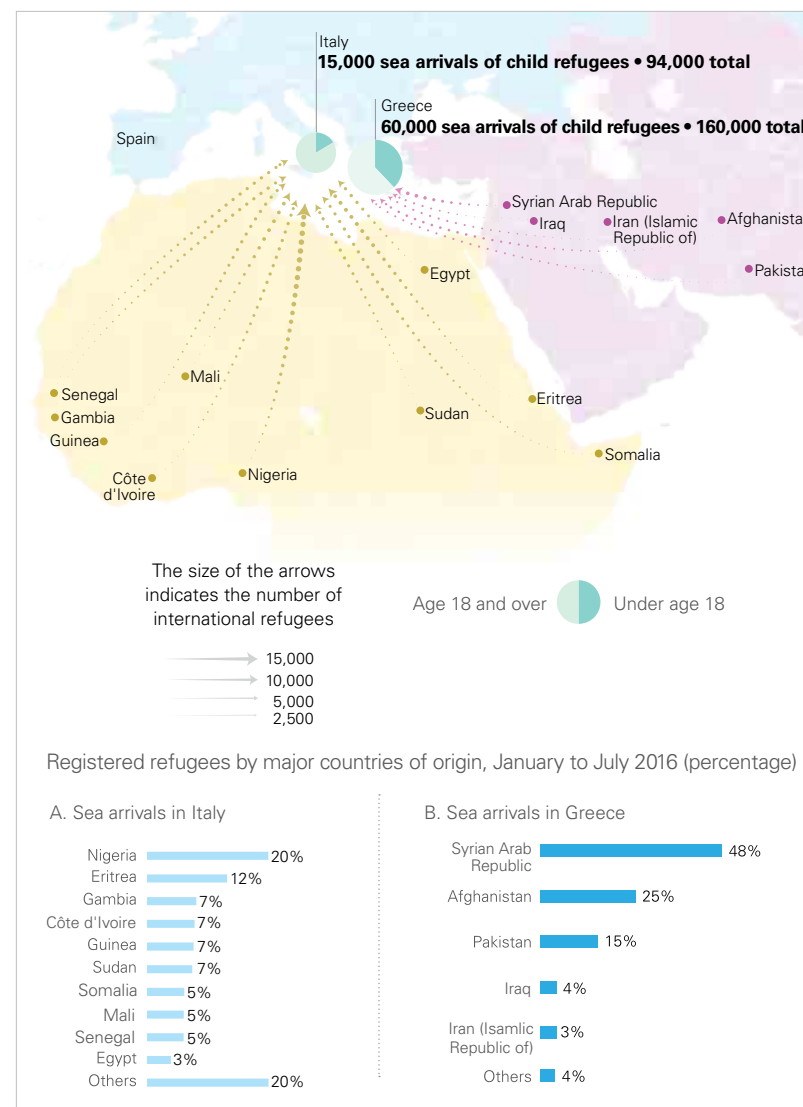 Italy
15,000 sea arrivals of child refugees • 94,000 total
Greece
60,000 sea arrivals of child refugees • 160,000 total
Spain
Syrian Arab Republic
Iraq
Iran (Islamic
Republic of)
Afghanista
Pakista
Egypt
Mali
Senegal
Gambia
Guinea
Sudan
Eritrea
Somalia
Côte
d'Ivoire
Nigeria
The size of the arrows
indicates the number of
international refugees
15,000
10,000
5,000
2,500
Age 18 and over
Under age 18
Registered refugees by major countries of origin, January to July 2016 (percentage)
A. Sea arrivals in Italy
Nigeria 20%
Eritrea 12%
Gambia 7%
Côte d'Ivoire 7%
Guinea 7%
Sudan 7%
Somalia 5%
Mali 5%
Senegal 5%
Egypt 3%
Others 20%
B. Sea arrivals in Greece
Syrian Arab
Republic 48%
Afghanistan 25%
Pakistan 15%
Iraq 4%
Iran (Isamlic
Republic of) 3%
Others 4%